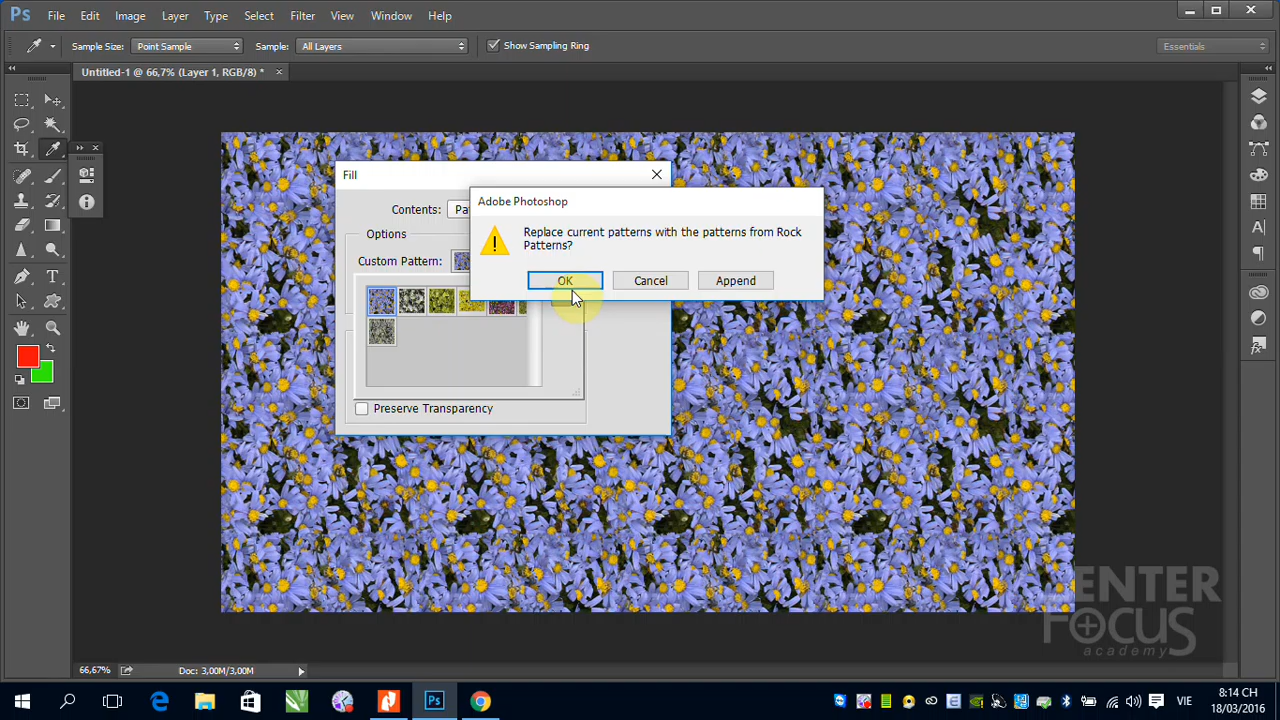 Ps File Edit Image Layer Type Select Filter View Window Help
Sample Size: Point Sample Sample: All Layers Show Sampling Ring Essentials
Untitled-1 @ 66,7% (Layer 1, RGB/8) * ×
Fill
Adobe Photoshop
Contents: Pa
Replace current patterns with the patterns from Rock
Patterns?
Options
Custom Pattern:
OK Cancel Append
Preserve Transparency
CENTER
FOCUS
academy
66,67% Doc: 3,00M/3,00M
Ps
VIE
8:14 CH
18/03/2016